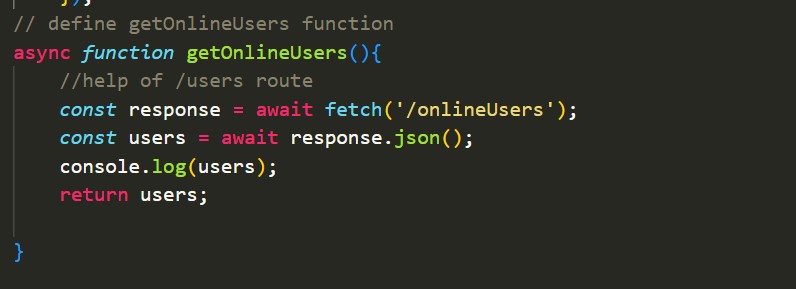 });
// define getOnlineUsers function
async function getOnlineUsers(){
//help of /users route
const response = await fetch('/onlineUsers');
const users = await response.json();
console.log(users);
return users;
}